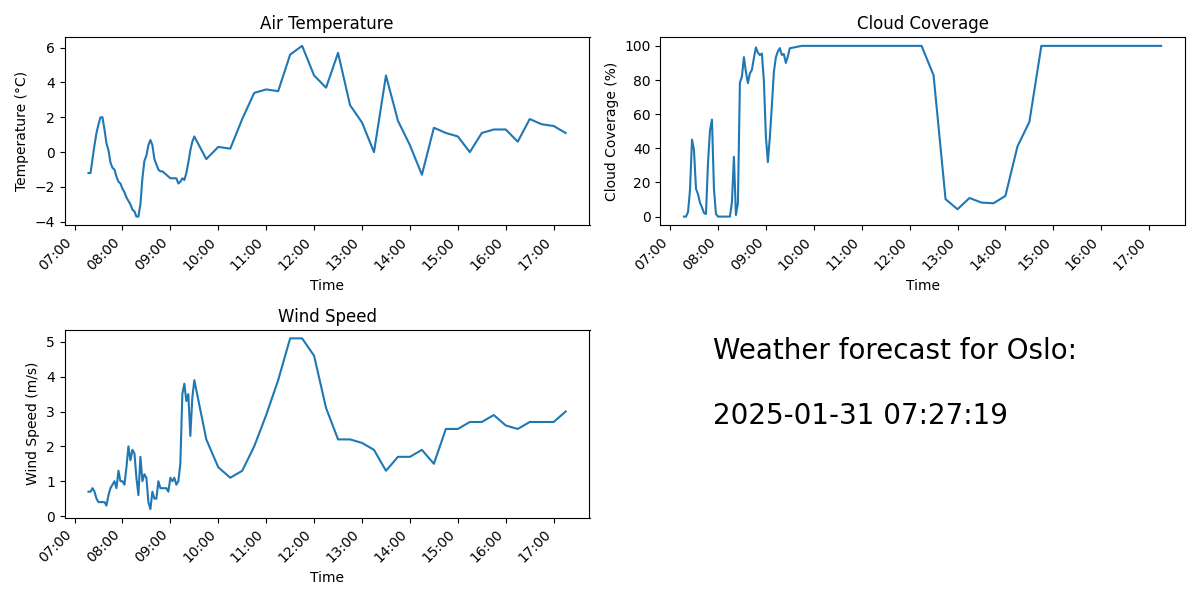 Air Temperature
Temperature (°C)
6
4
2
0
−2
−4
07:00 08:00 09:00 10:00 11:00 12:00 13:00 14:00 15:00 16:00 17:00
Time
Cloud Coverage
Cloud Coverage (%)
100
80
60
40
20
0
07:00 08:00 09:00 10:00 11:00 12:00 13:00 14:00 15:00 16:00 17:00
Time
Wind Speed
Wind Speed (m/s)
5
4
3
2
1
0
07:00 08:00 09:00 10:00 11:00 12:00 13:00 14:00 15:00 16:00 17:00
Time
Weather forecast for Oslo:
2025-01-31 07:27:19